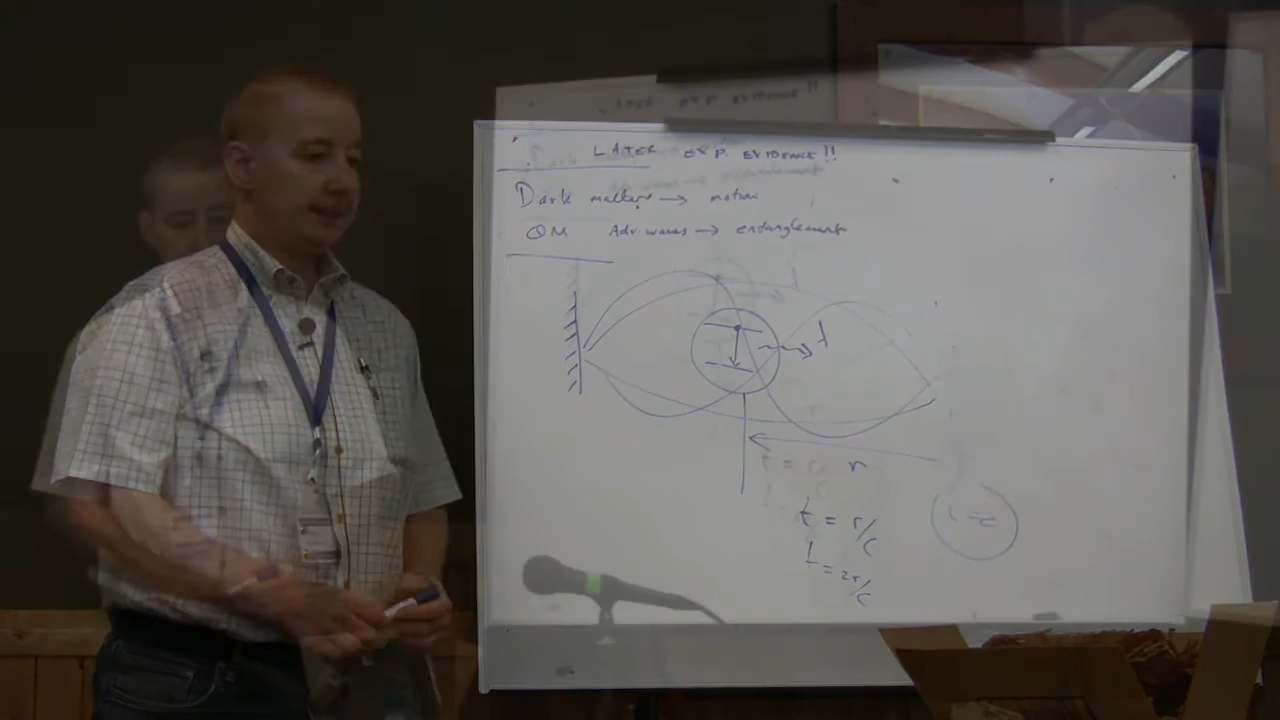 LATER EXP. EVIDENCE!!
Dark matter → motion
QM Adv. waves → entanglement
r
t = r/c
t = 2r/c